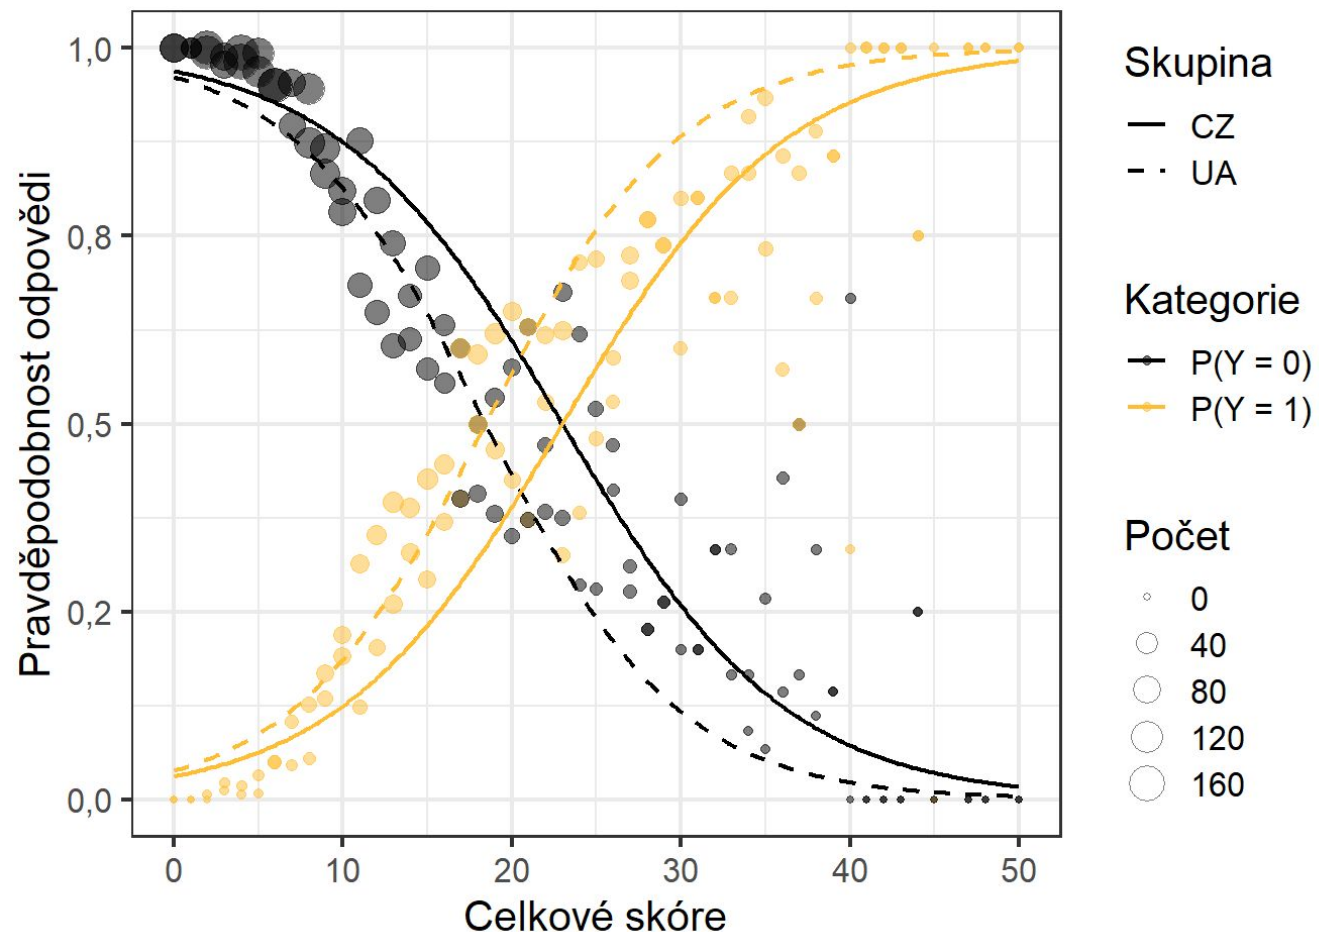 Pravděpodobnost odpovědi
1,0
0,8
0,5
0,2
0,0
0 10 20 30 40 50
Celkové skóre
Skupina
CZ
UA
Kategorie
P(Y = 0)
P(Y = 1)
Počet
0
40
80
120
160